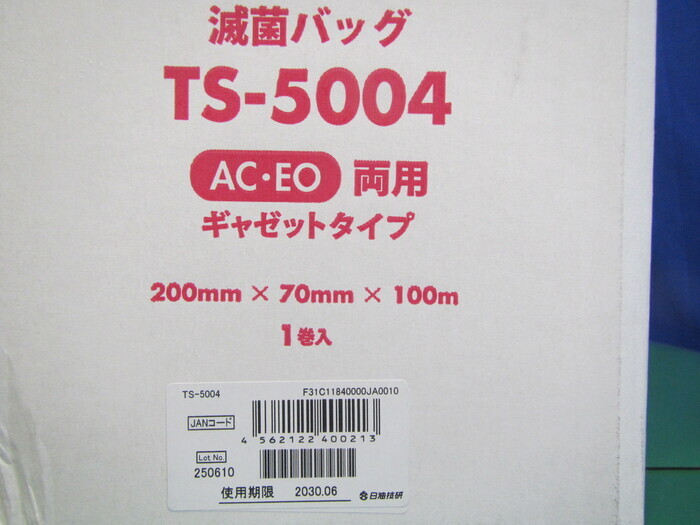 滅菌バッグ
TS-5004
AC・EO 両用
ギャゼットタイプ
200mm × 70mm × 100m
1巻入
TS-5004 F31C11840000JA0010
JANコード
4 562122 400213
Lot No.
250610
使用期限 2030.06 日油技研